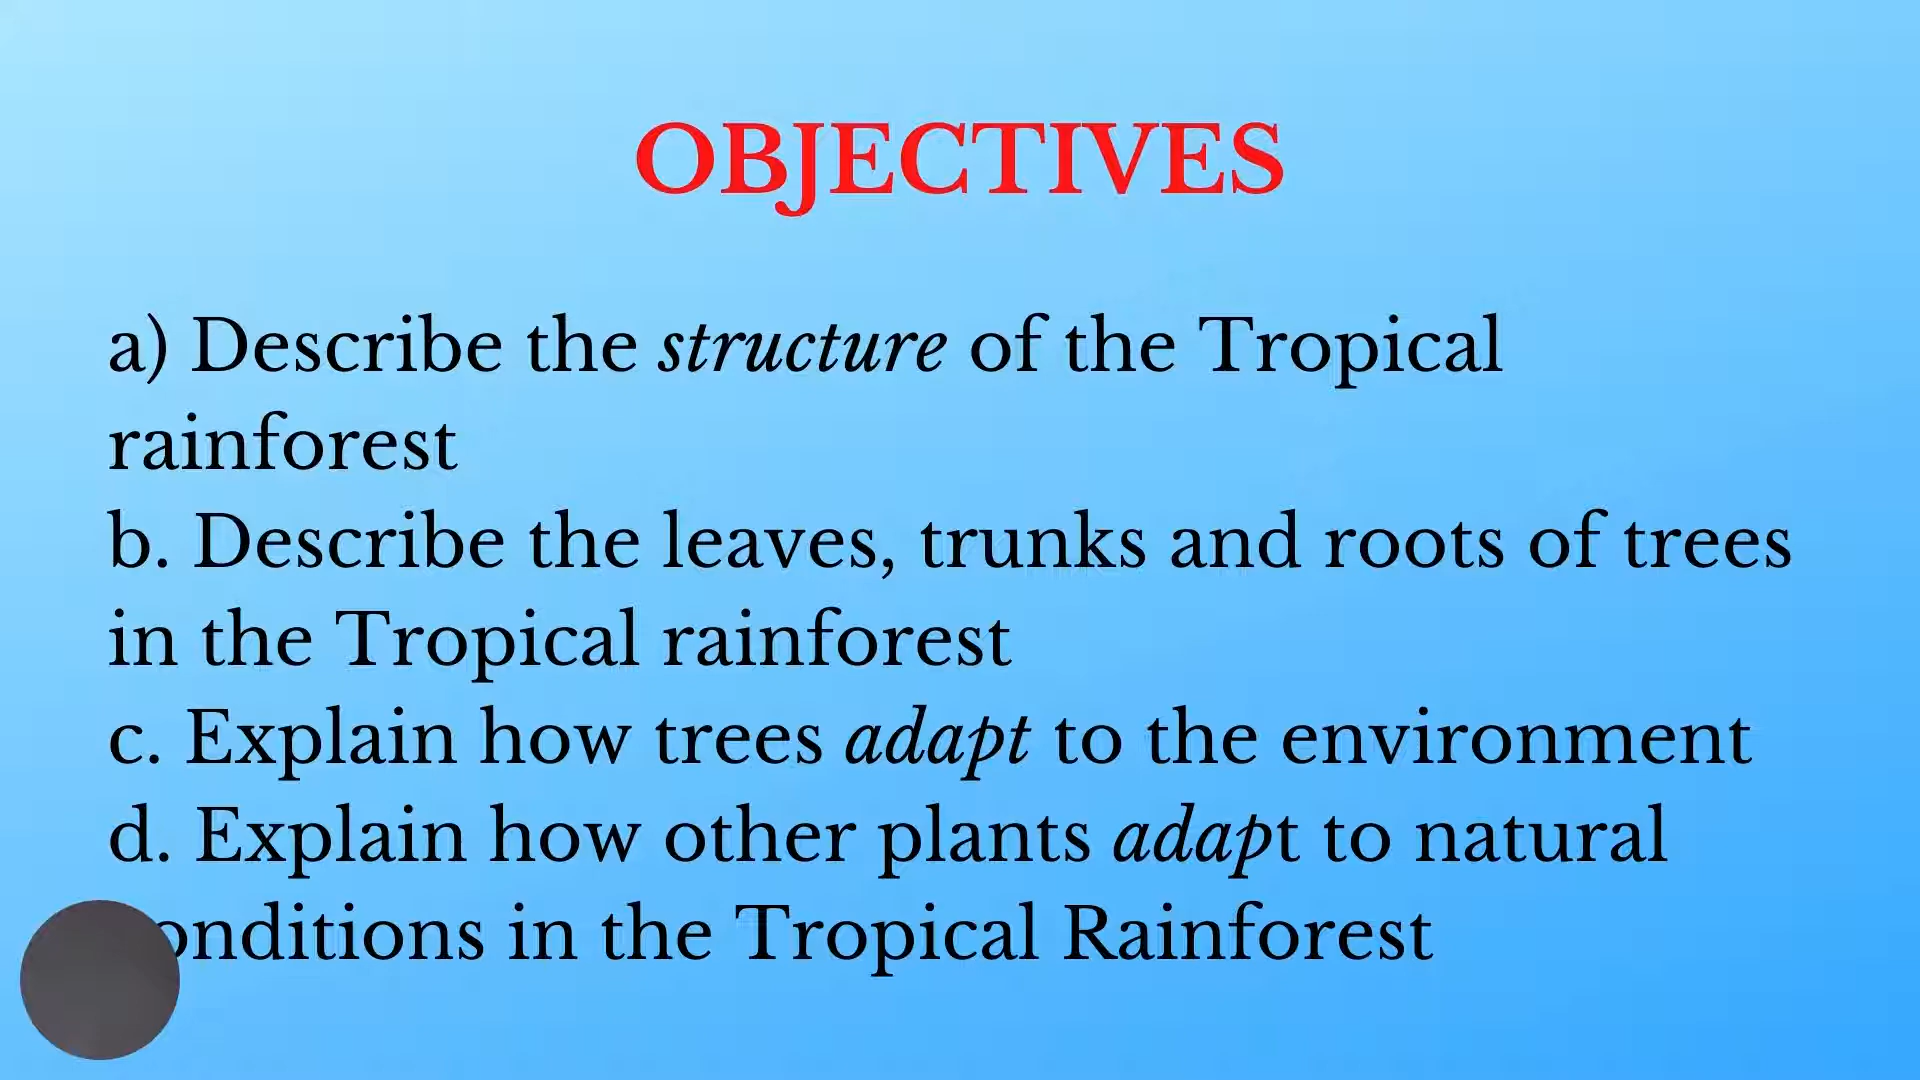 OBJECTIVES
a) Describe the structure of the Tropical
rainforest
b. Describe the leaves, trunks and roots of trees
in the Tropical rainforest
c. Explain how trees adapt to the environment
d. Explain how other plants adapt to natural
onditions in the Tropical Rainforest